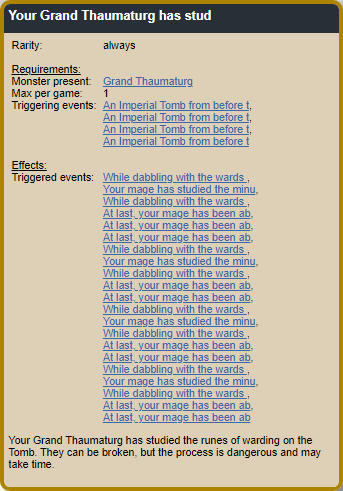 Your Grand Thaumaturg has stud
Rarity: always
Requirements:
Monster present: Grand Thaumaturg
Max per game: 1
Triggering events: An Imperial Tomb from before t,
An Imperial Tomb from before t,
An Imperial Tomb from before t,
An Imperial Tomb from before t
Effects:
Triggered events: While dabbling with the wards ,
Your mage has studied the minu,
While dabbling with the wards ,
At last, your mage has been ab,
At last, your mage has been ab,
At last, your mage has been ab,
While dabbling with the wards ,
Your mage has studied the minu,
While dabbling with the wards ,
At last, your mage has been ab,
At last, your mage has been ab,
While dabbling with the wards ,
Your mage has studied the minu,
While dabbling with the wards ,
At last, your mage has been ab,
At last, your mage has been ab,
While dabbling with the wards ,
Your mage has studied the minu,
While dabbling with the wards ,
At last, your mage has been ab,
At last, your mage has been ab
Your Grand Thaumaturg has studied the runes of warding on the
Tomb. They can be broken, but the process is dangerous and may
take time.